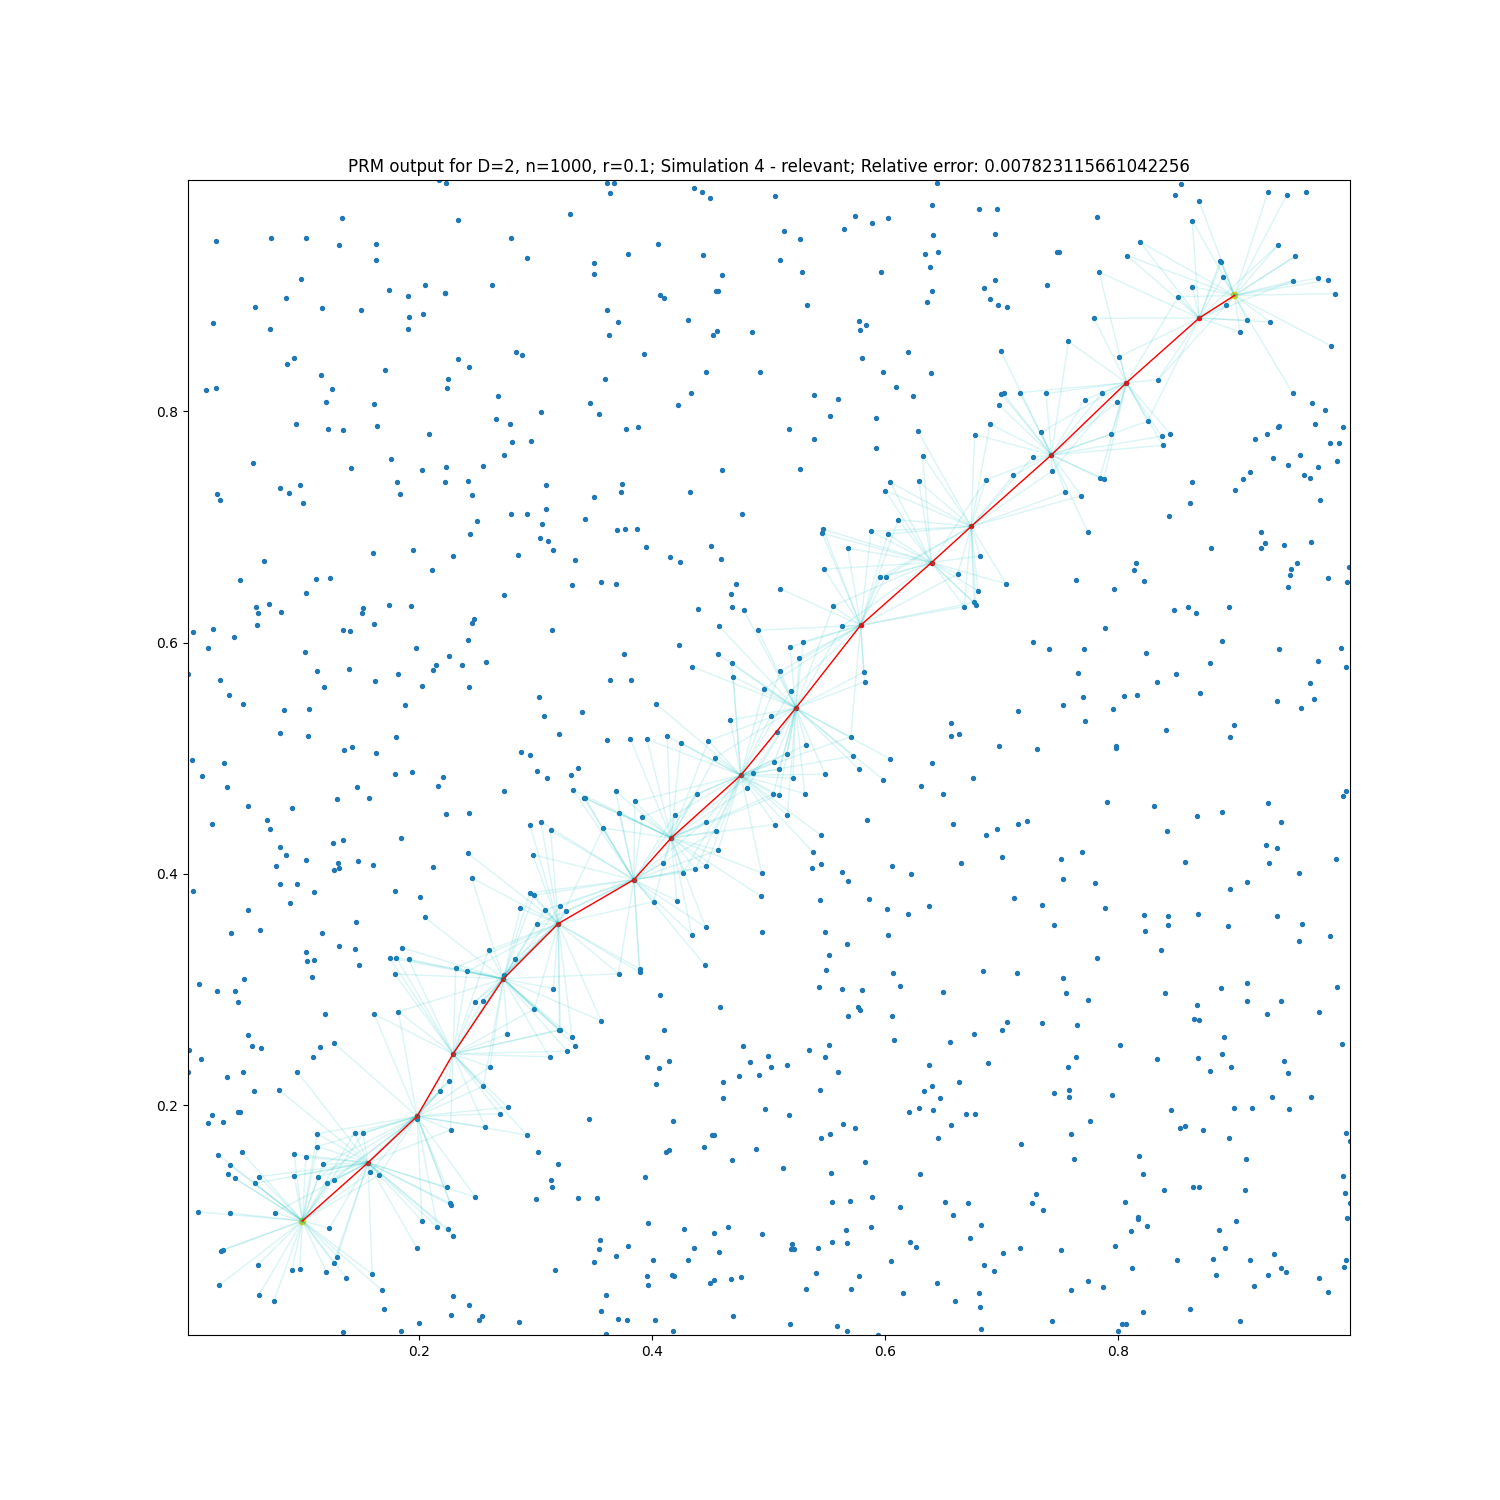 PRM output for D=2, n=1000, r=0.1; Simulation 4 - relevant; Relative error: 0.007823115661042256
0.8
0.6
0.4
0.2
0.2 0.4 0.6 0.8